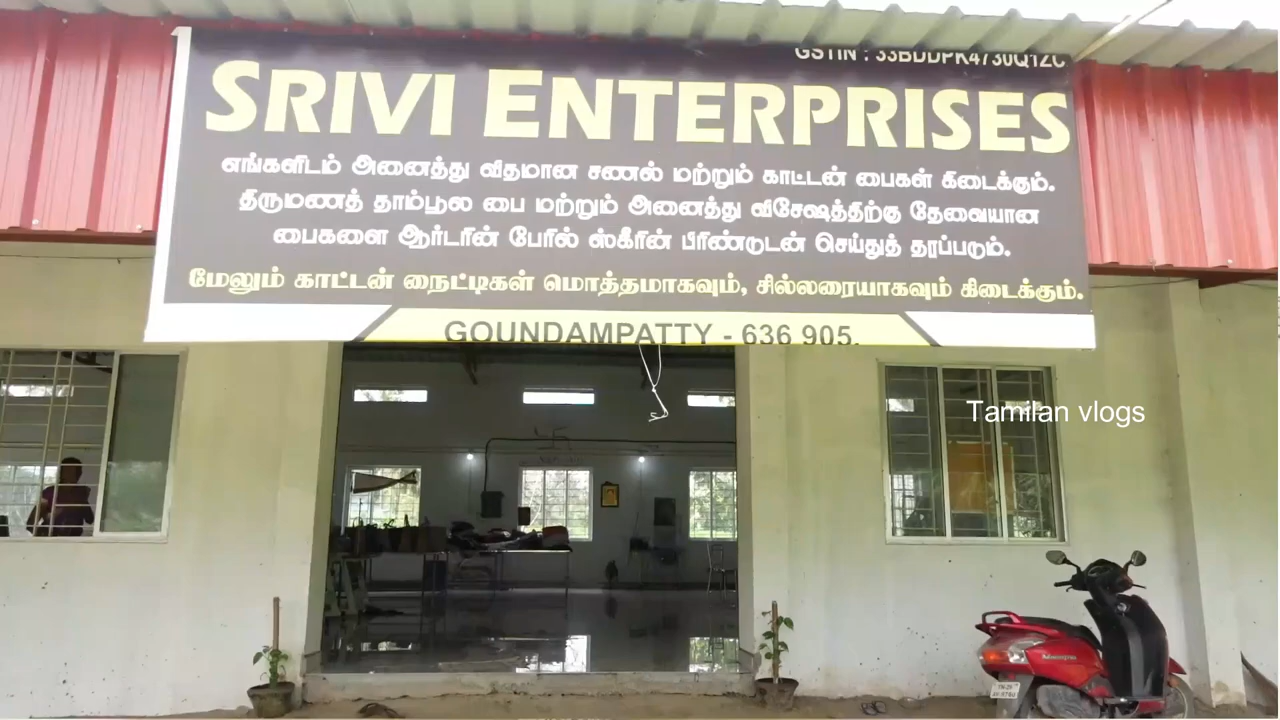 GSTIN : 33BDDPK4730Q1ZC
SRIVI ENTERPRISES
எங்களிடம் அனைத்து விதமான சணல் மற்றும் காட்டன் பைகள் கிடைக்கும்.
திருமணத் தாம்பூல பை மற்றும் அனைத்து விசேஷத்திற்கு தேவையான
பைகளை ஆர்டரின் பேரில் ஸ்கிரின் பிரிண்டுடன் செய்துத் தரப்படும்.
மேலும் காட்டன் நைட்டிகள் மொத்தமாகவும், சில்லரையாகவும் கிடைக்கும்.
GOUNDAMPATTY - 636 905.
Tamilan vlogs